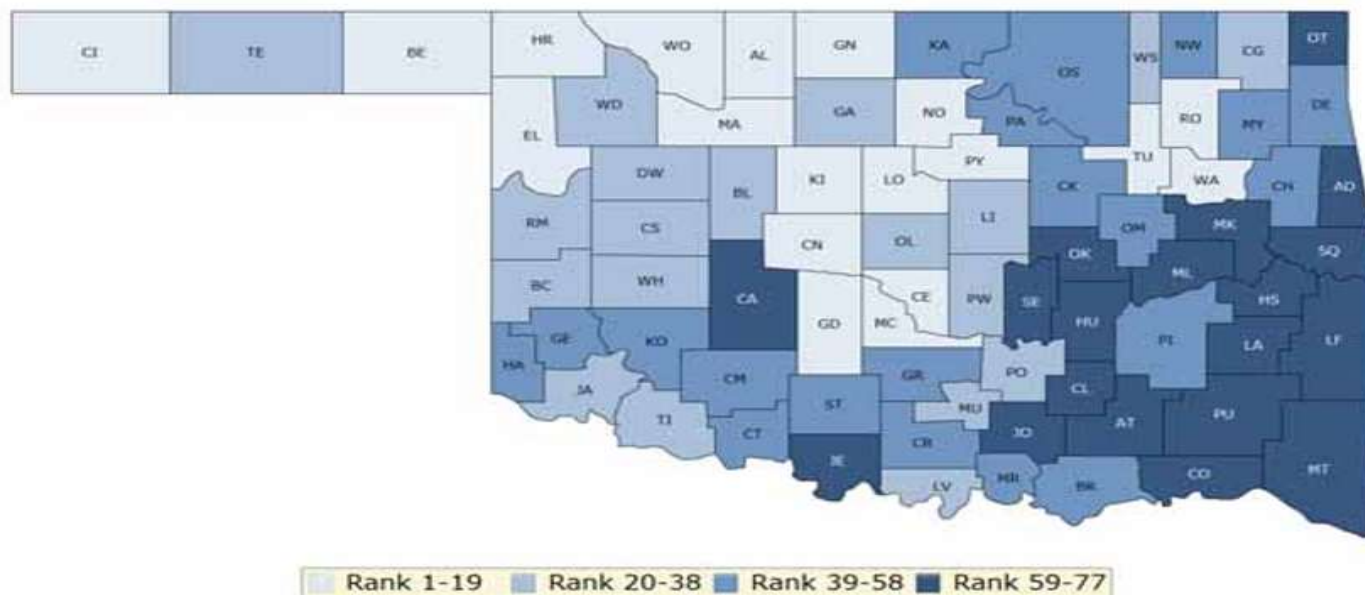 CI TE BE HR WO AL GN KA OS WS NW CG OT
WD MA GA NO PA RO MY DE
EL PY TU WA
DW BL KI LO CK CN AD
RM CS CN OL LI OM MK
BC WH CA CE PW SE OK ML SQ
GD MC HU HS
HA GE KO PI LA LF
JA CM GR PO CL
TI ST MU AT PU
CT CR JO
JE LV MR BR CO MT
Rank 1-19 Rank 20-38 Rank 39-58 Rank 59-77